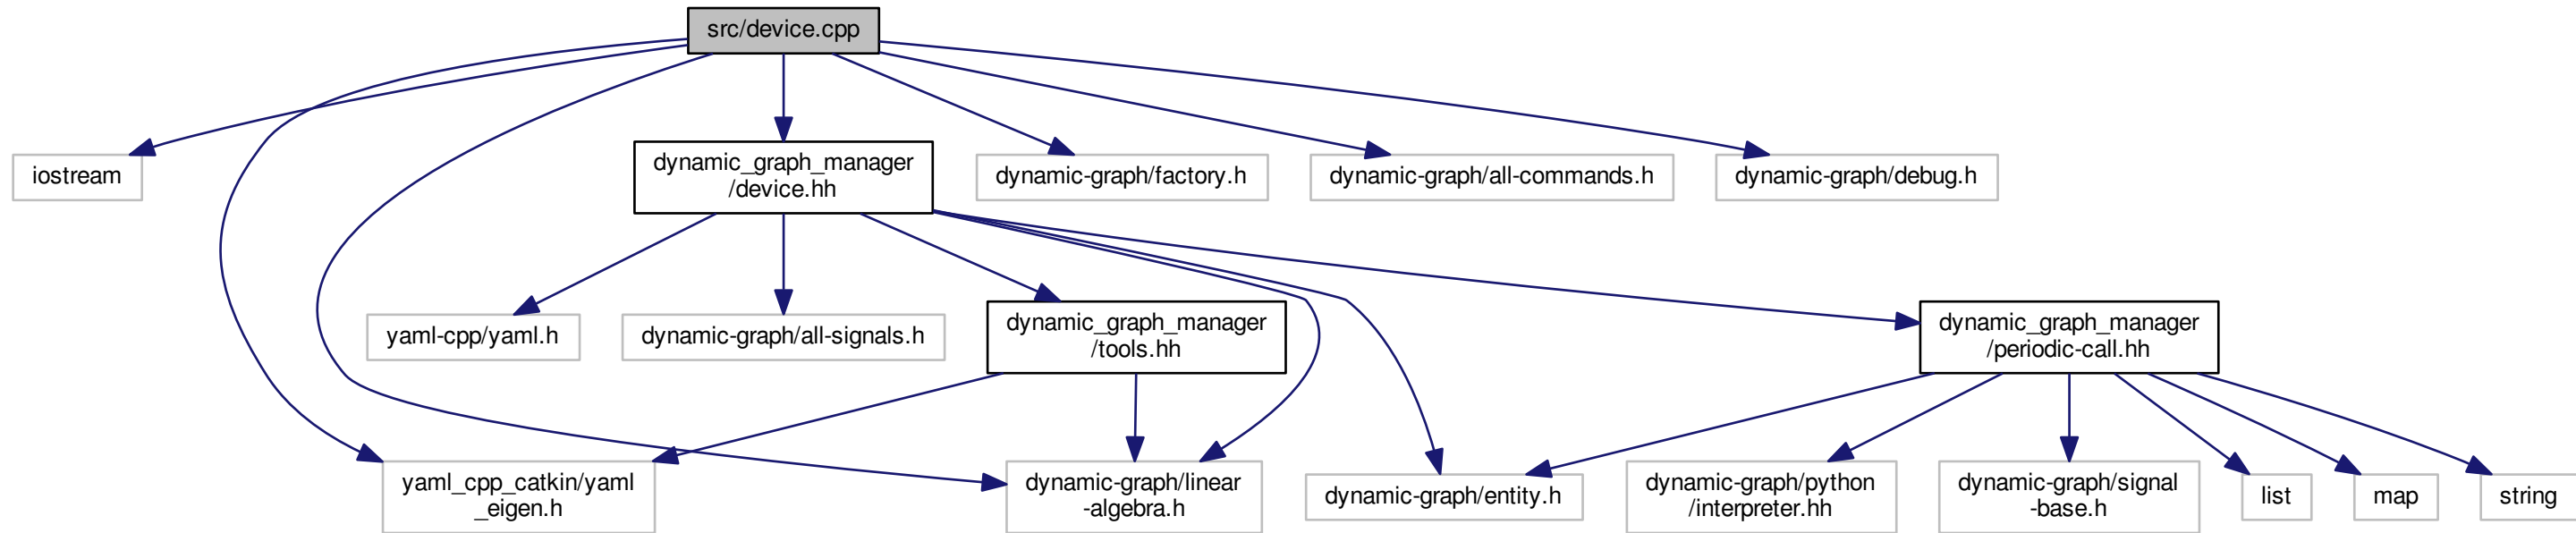 src/device.cpp
iostream
dynamic_graph_manager
/device.hh
dynamic-graph/factory.h
dynamic-graph/all-commands.h
dynamic-graph/debug.h
yaml-cpp/yaml.h
dynamic-graph/all-signals.h
dynamic_graph_manager
/tools.hh
dynamic_graph_manager
/periodic-call.hh
yaml_cpp_catkin/yaml
_eigen.h
dynamic-graph/linear
-algebra.h
dynamic-graph/entity.h
dynamic-graph/python
/interpreter.hh
dynamic-graph/signal
-base.h
list
map
string